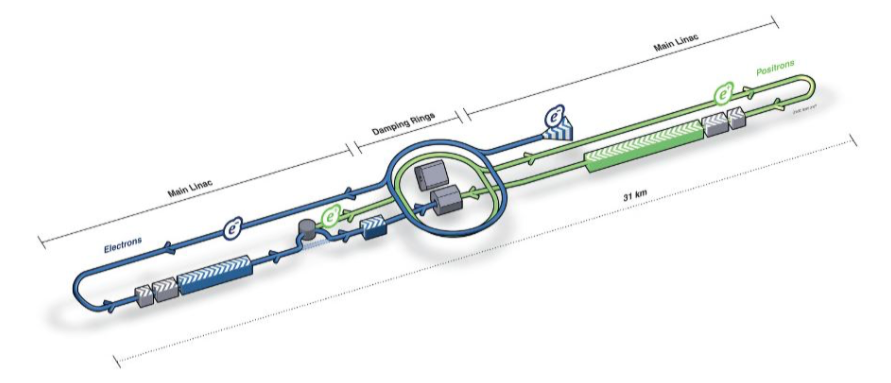 Main Linac
Positrons
e⁺
e⁻
Damping Rings
Main Linac
31 km
e⁻
Electrons